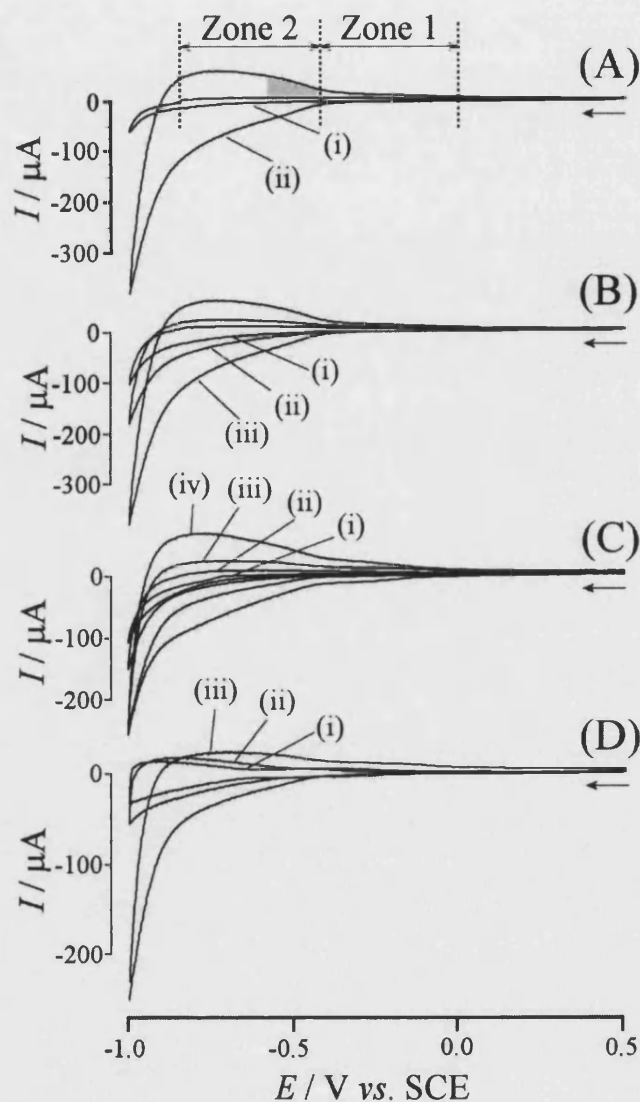 Zone 2 Zone 1
(A)
0
-100
-200
-300
I / µA
(i)
(ii)
(B)
0
-100
-200
-300
I / µA
(i)
(ii)
(iii)
(C)
0
-100
-200
I / µA
(iv) (iii) (ii) (i)
(D)
0
-100
-200
I / µA
(iii) (ii) (i)
-1.0 -0.5 0.0 0.5
E / V vs. SCE